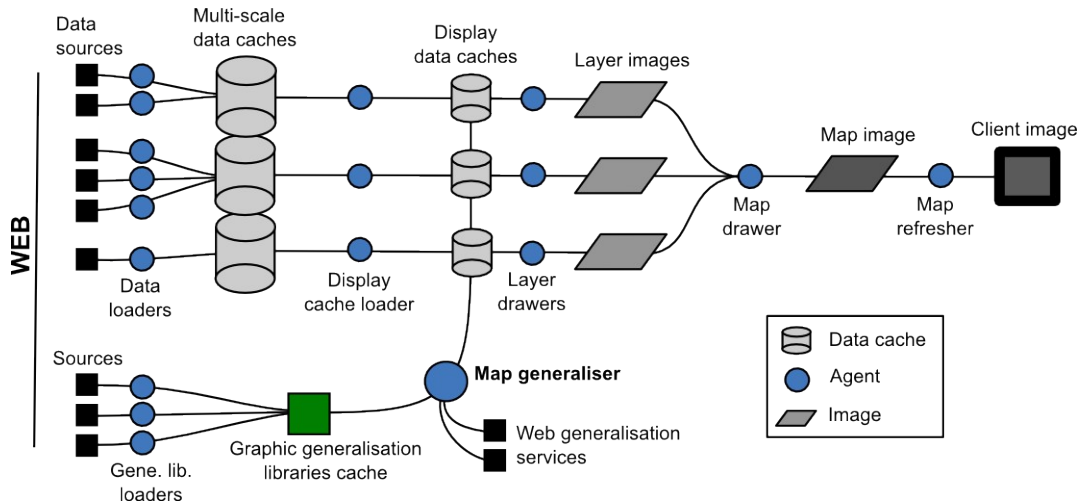 Data
sources
Multi-scale
data caches
Display
data caches
Layer images
Map image
Client image
WEB
Data
loaders
Display
cache loader
Layer
drawers
Map
drawer
Map
refresher
Sources
Gene. lib.
loaders
Graphic generalisation
libraries cache
Map generaliser
Web generalisation
services
Data cache
Agent
Image